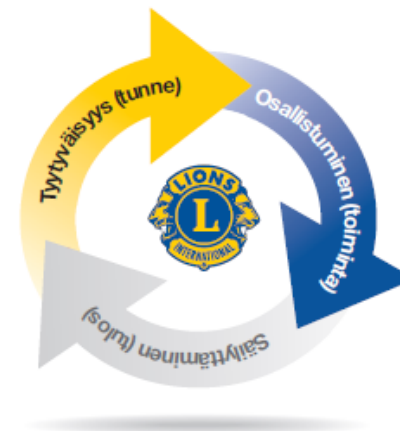 Tyytyväisyys (tunne)
Osallistuminen (toiminta)
Säilyttäminen (tulos)
LIONS
L
INTERNATIONAL